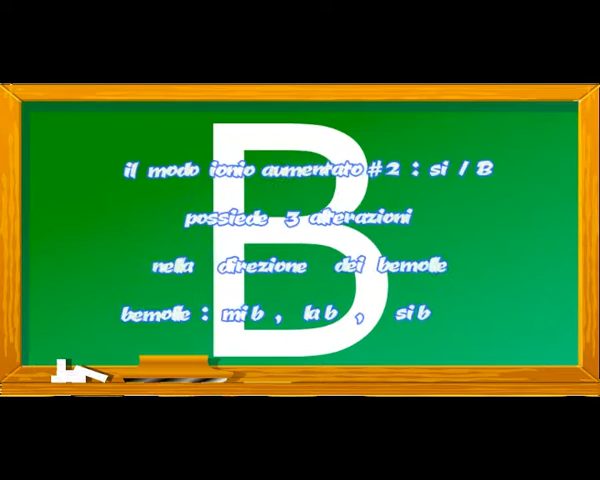 B
il modo ionio aumentato #2 : si / B
possiede 3 alterazioni
nella direzione dei bemolle
bemolle : mi b , la b , si b